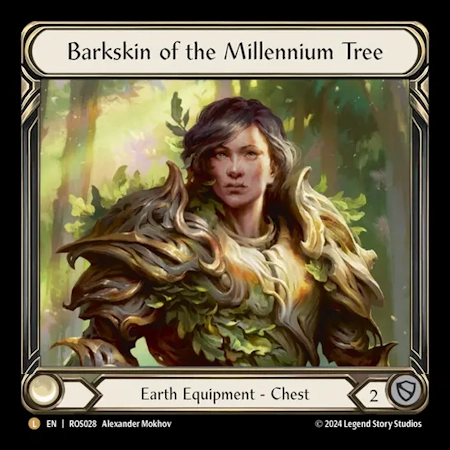 Barkskin of the Millennium Tree
Earth Equipment - Chest
2
L EN | ROS028 Alexander Mokhov © 2024 Legend Story Studios